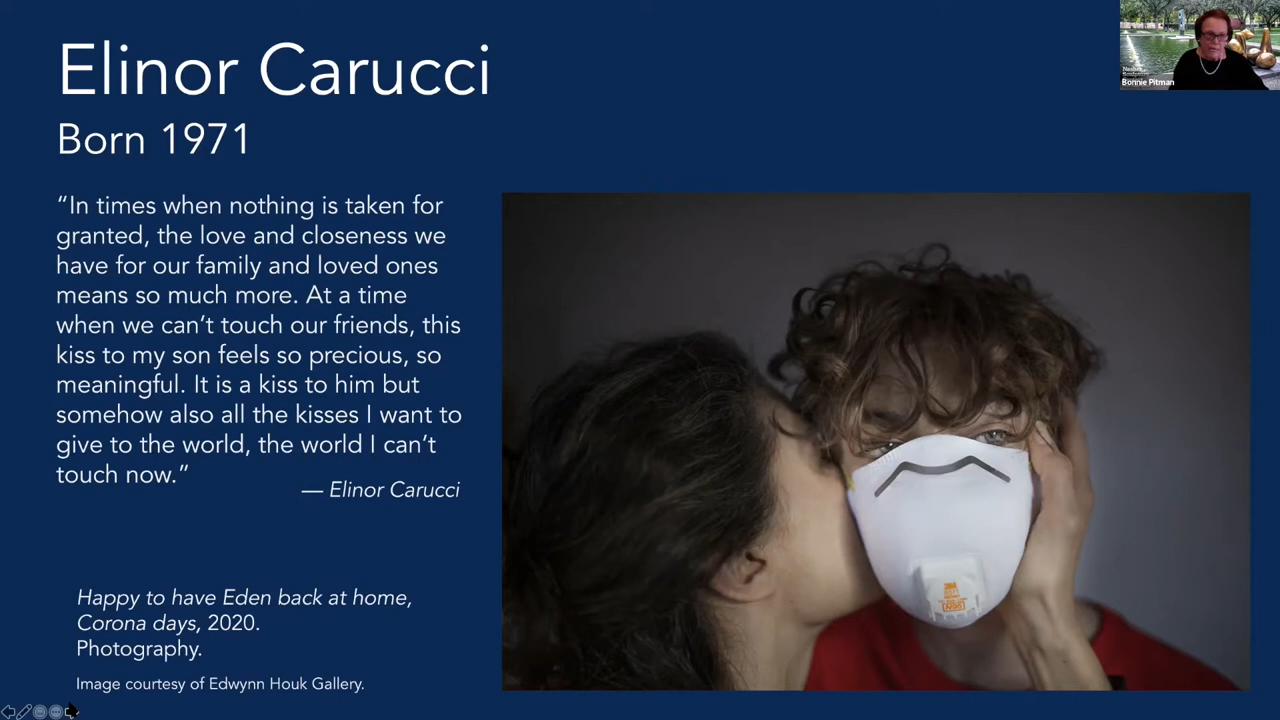 Elinor Carucci
Born 1971
“In times when nothing is taken for
granted, the love and closeness we
have for our family and loved ones
means so much more. At a time
when we can’t touch our friends, this
kiss to my son feels so precious, so
meaningful. It is a kiss to him but
somehow also all the kisses I want to
give to the world, the world I can’t
touch now.”
— Elinor Carucci
Happy to have Eden back at home,
Corona days, 2020.
Photography.
Image courtesy of Edwynn Houk Gallery.
Bonnie Pitman
3M
N95